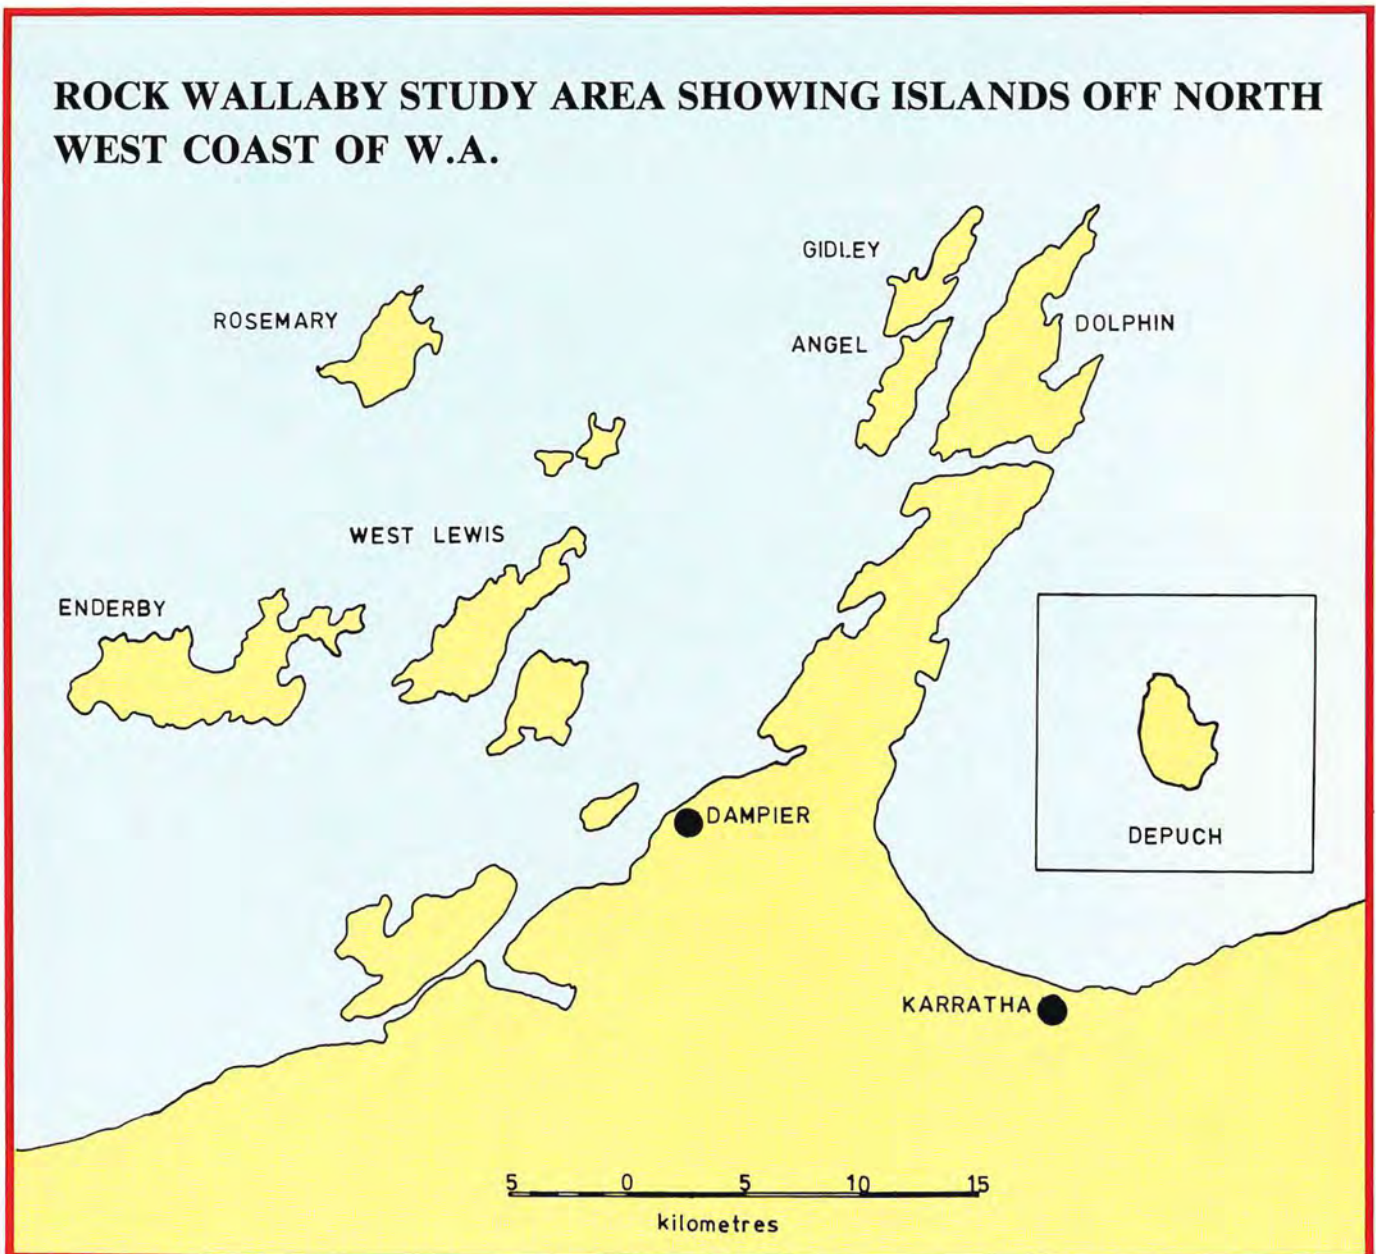 ROCK WALLABY STUDY AREA SHOWING ISLANDS OFF NORTH
WEST COAST OF W.A.
GIDLEY
ROSEMARY
DOLPHIN
ANGEL
WEST LEWIS
ENDERBY
DAMPIER
DEPUCH
KARRATHA
5 0 5 10 15
kilometres